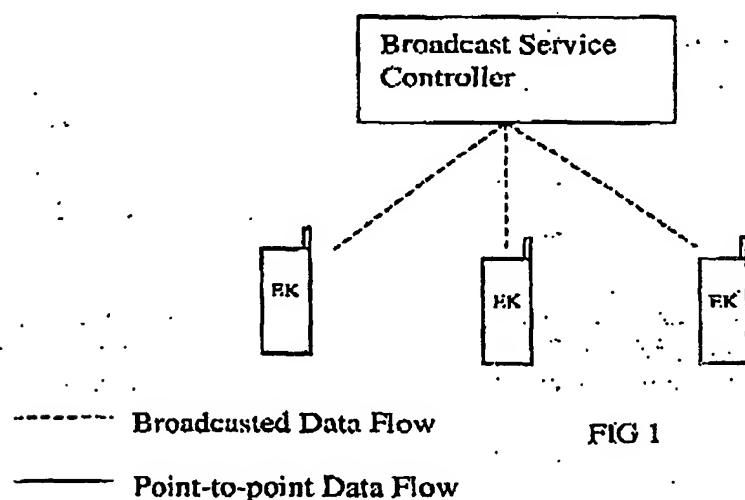 Broadcast Service
Controller
EK
EK
EK
Broadcasted Data Flow
FIG 1
Point-to-point Data Flow